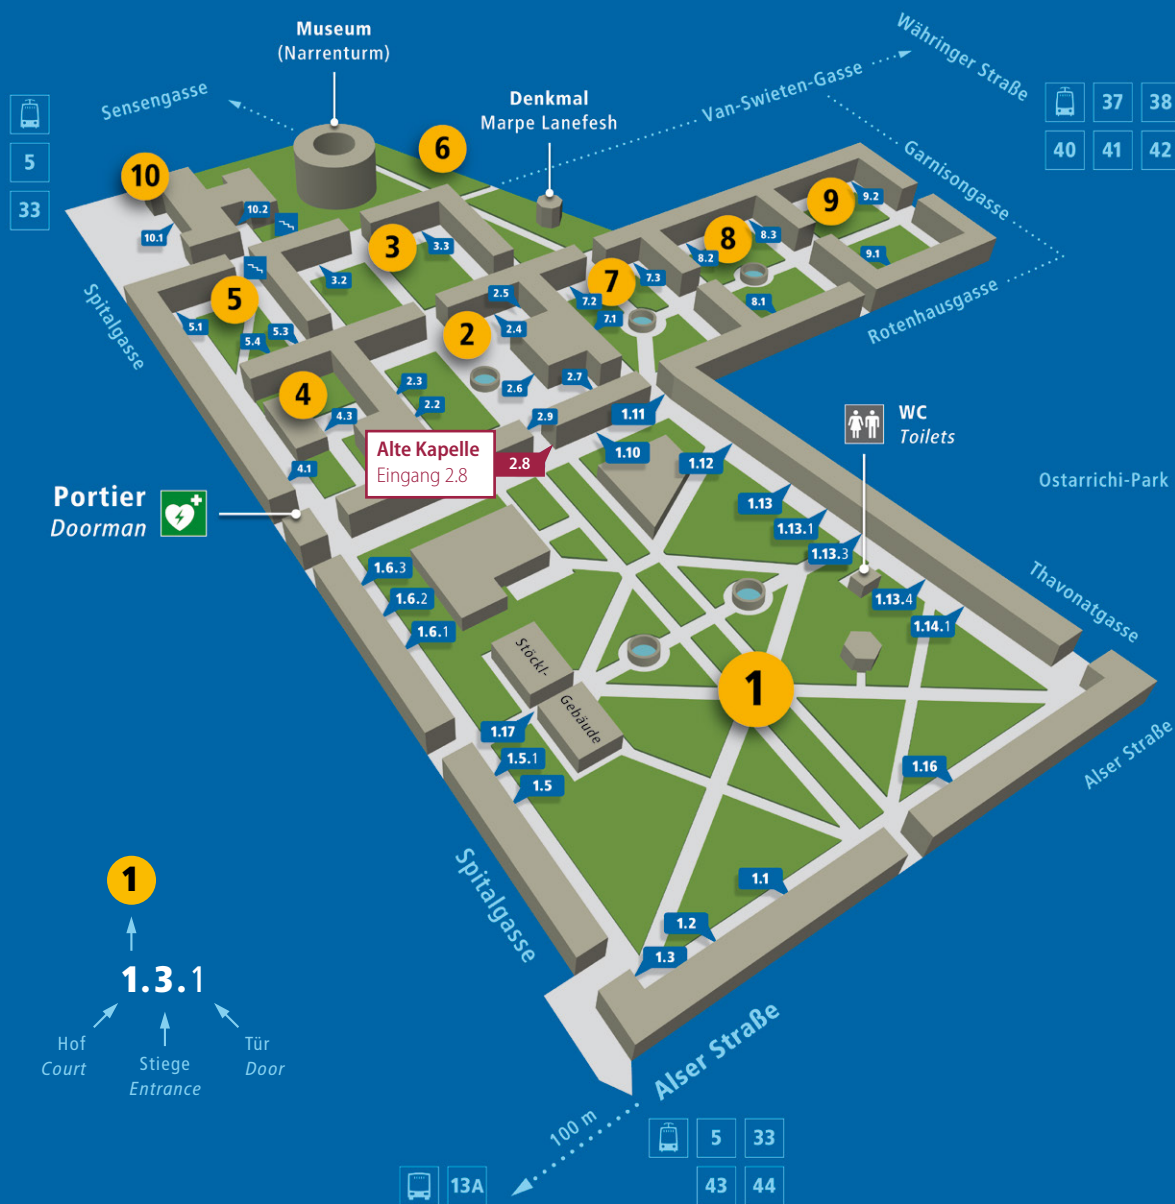 Museum
(Narrenturm)
Währinger Straße
37
38
40
41
42
Van-Swieten-Gasse
Sensengasse
Denkmal
Marpe Lanefesh
5
33
Garnisongasse
6
10
10.2
10.1
9
9.2
9.1
3
3.3
3.2
8
8.3
8.2
8.1
7
7.3
7.2
7.1
5
5.1
5.3
5.4
2
2.5
2.4
2.3
2.2
2.6
2.7
2.9
Spitalgasse
Rotenhausgasse
4
4.3
4.1
Alte Kapelle
Eingang 2.8
2.8
1.11
1.10
1.12
WC
Toilets
Ostarrichi-Park
Portier
Doorman
1.13
1.13.1
1.13.3
1.13.4
1.14.1
Thavonatgasse
1.6.3
1.6.2
1.6.1
Stöckl-
Gebäude
1
1.17
1.5.1
1.5
1.16
Alser Straße
Spitalgasse
1.1
1.2
1.3
1
1.3.1
Hof
Court
Stiege
Entrance
Tür
Door
Alser Straße
100 m
5
33
13A
43
44